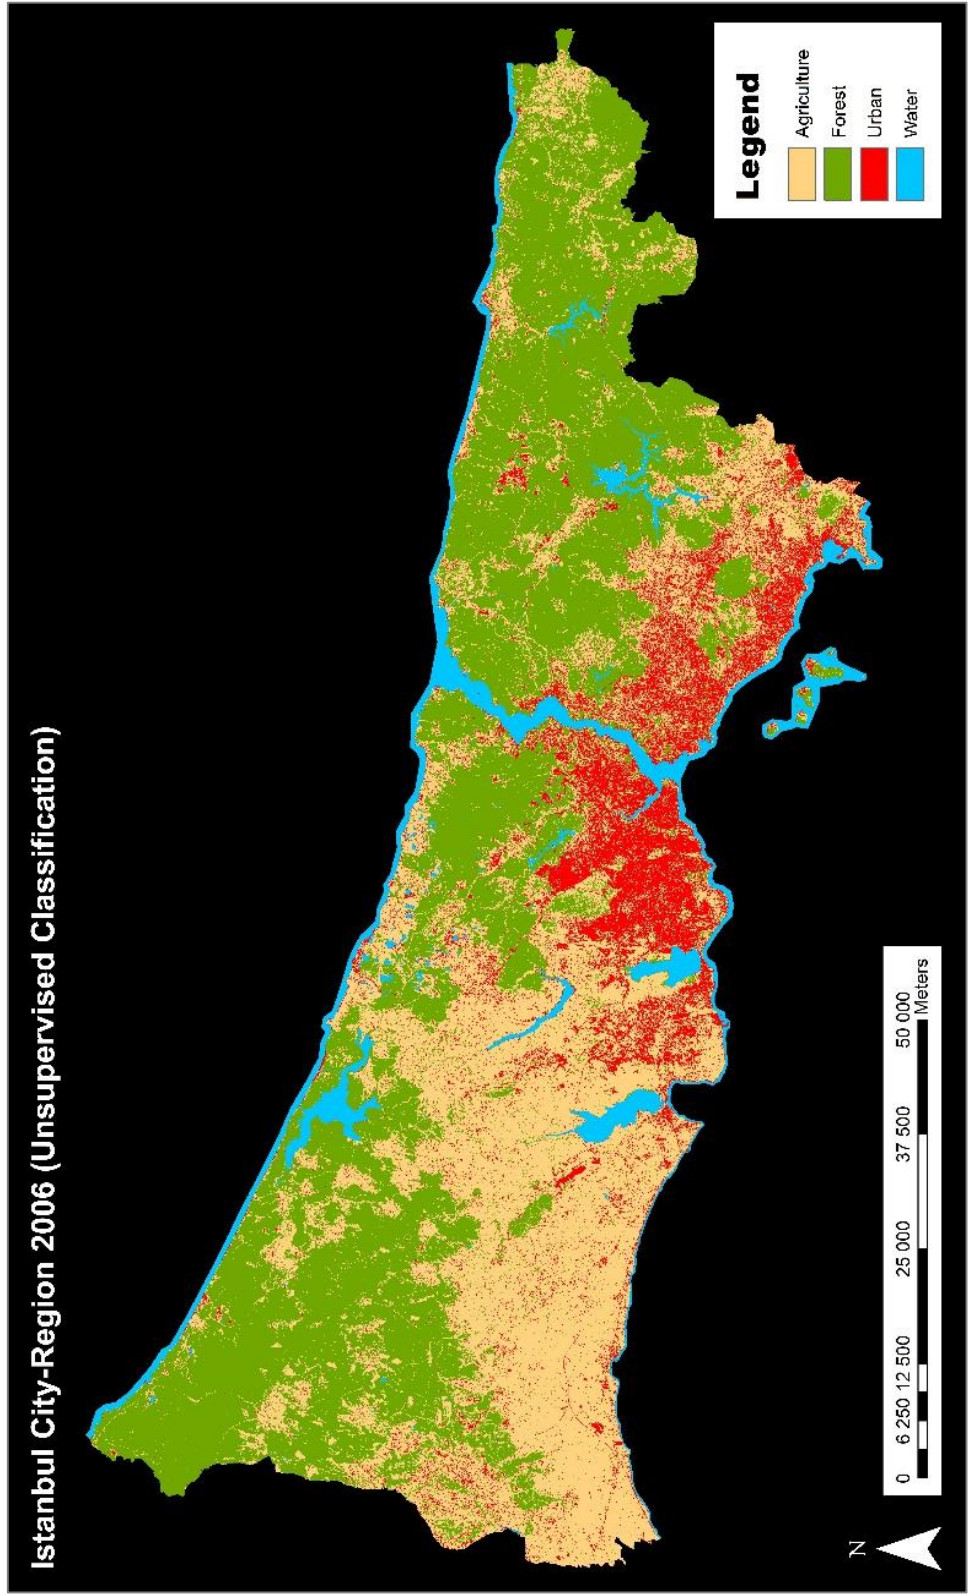 Istanbul City-Region 2006 (Unsupervised Classification)
Legend
Agriculture
Forest
Urban
Water
N
0 6 250 12 500 25 000 37 500 50 000
Meters